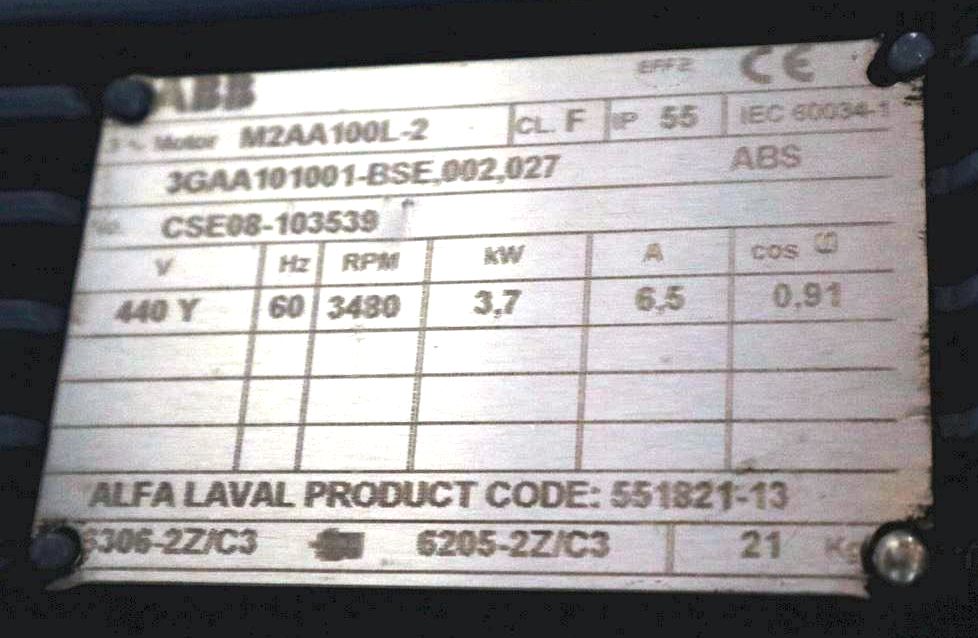 ABB EFF2 CE
3 ~ Motor M2AA100L-2 CL. F IP 55 IEC 60034-1
3GAA101001-BSE,002,027 ABS
No. CSE08-103539
V Hz RPM kW A cos φ
440 Y 60 3480 3,7 6,5 0.91
ALFA LAVAL PRODUCT CODE: 551821-13
6306-2Z/C3 6205-2Z/C3 21 Kg